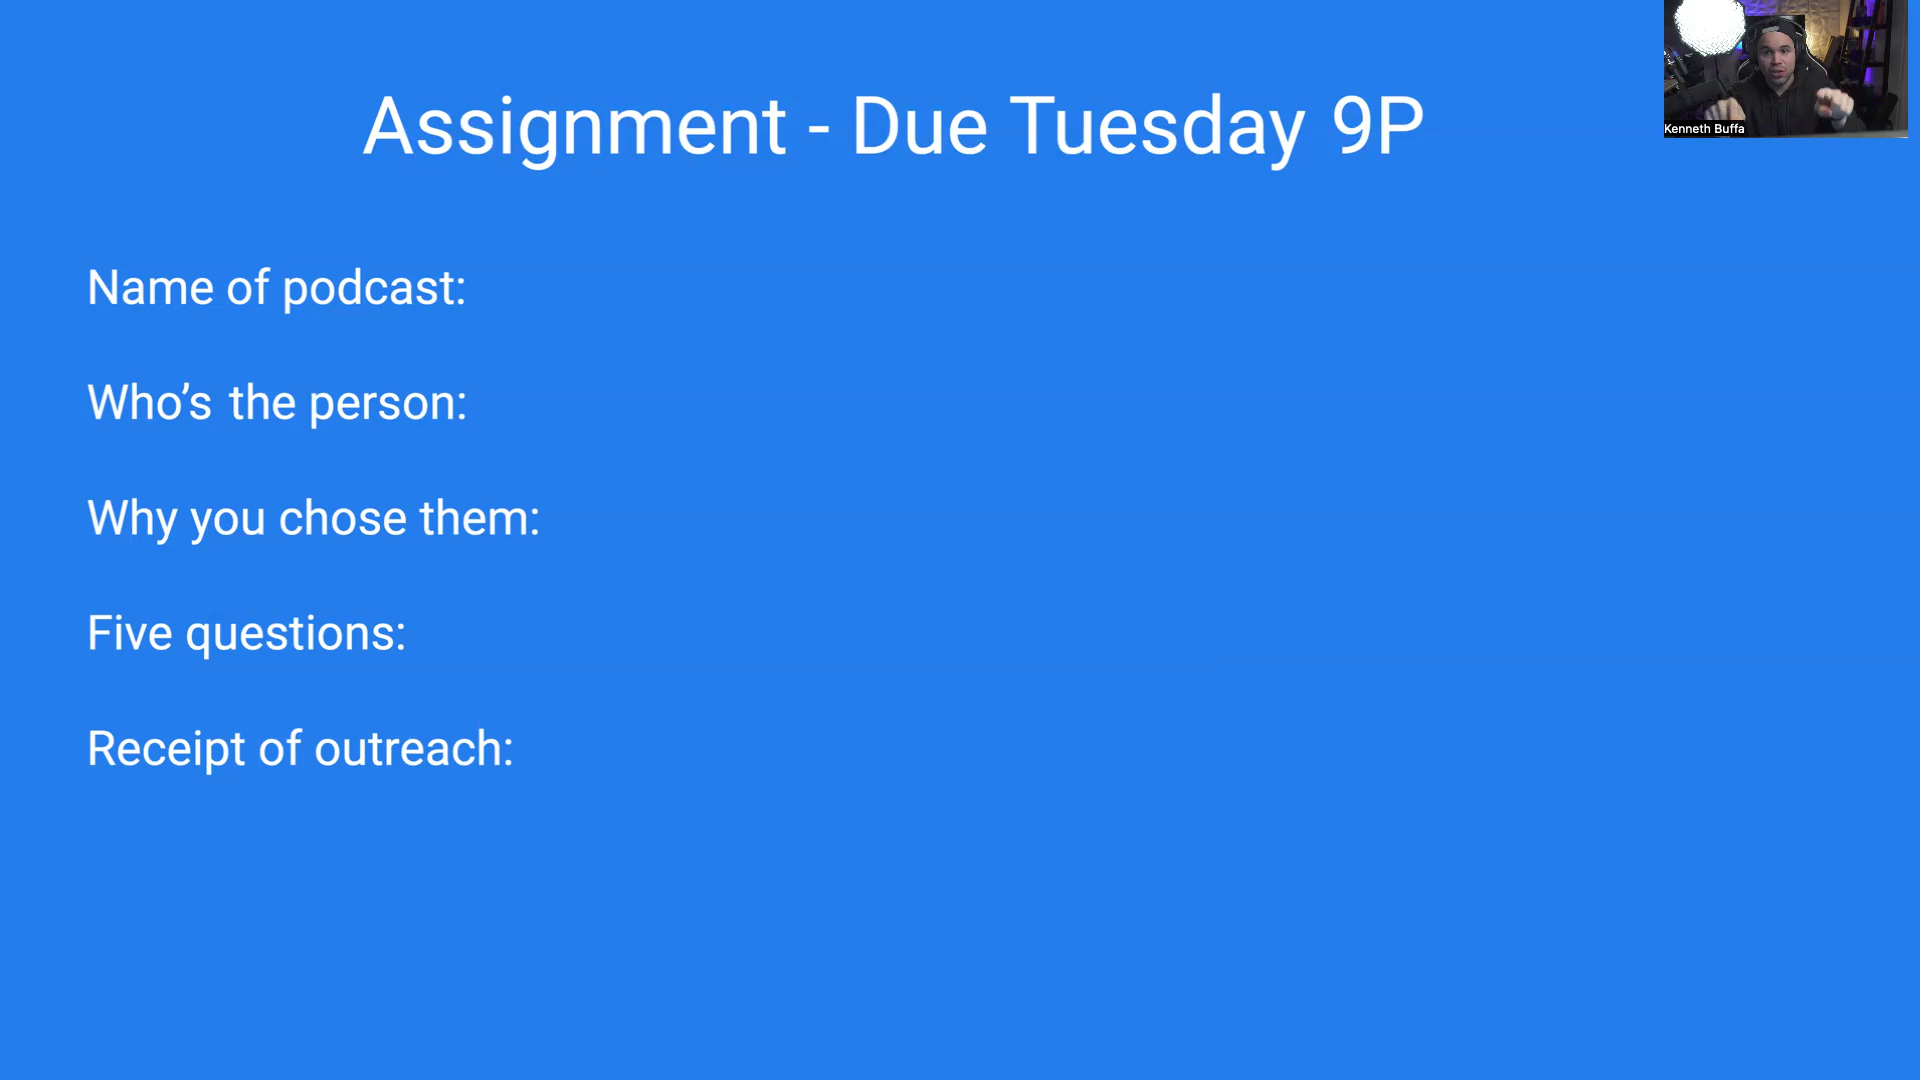 Assignment - Due Tuesday 9P
Kenneth Buffa
Name of podcast:
Who’s the person:
Why you chose them:
Five questions:
Receipt of outreach: